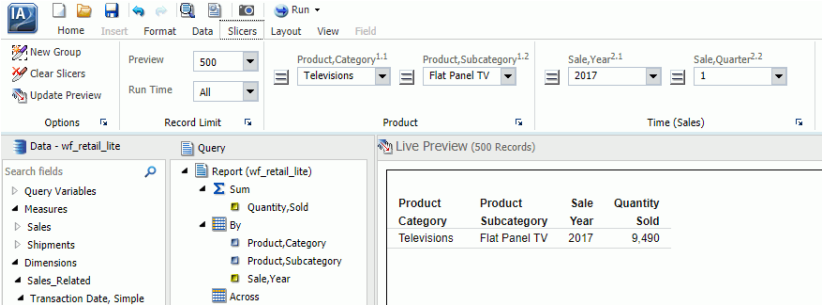 IA
Run
Home Insert Format Data Slicers Layout View Field
New Group
Clear Slicers
Update Preview
Options
Preview 500
Run Time All
Record Limit
Product,Category1.1 Product,Subcategory1.2
Televisions Flat Panel TV
Product
Sale,Year2.1 Sale,Quarter2.2
2017 1
Time (Sales)
Data - wf_retail_lite
Search fields
Query Variables
Measures
Sales
Shipments
Dimensions
Sales_Related
Transaction Date, Simple
Query
Report (wf_retail_lite)
Sum
Quantity,Sold
By
Product,Category
Product,Subcategory
Sale,Year
Across
Live Preview (500 Records)
Product Product Sale Quantity
Category Subcategory Year Sold
Televisions Flat Panel TV 2017 9,490